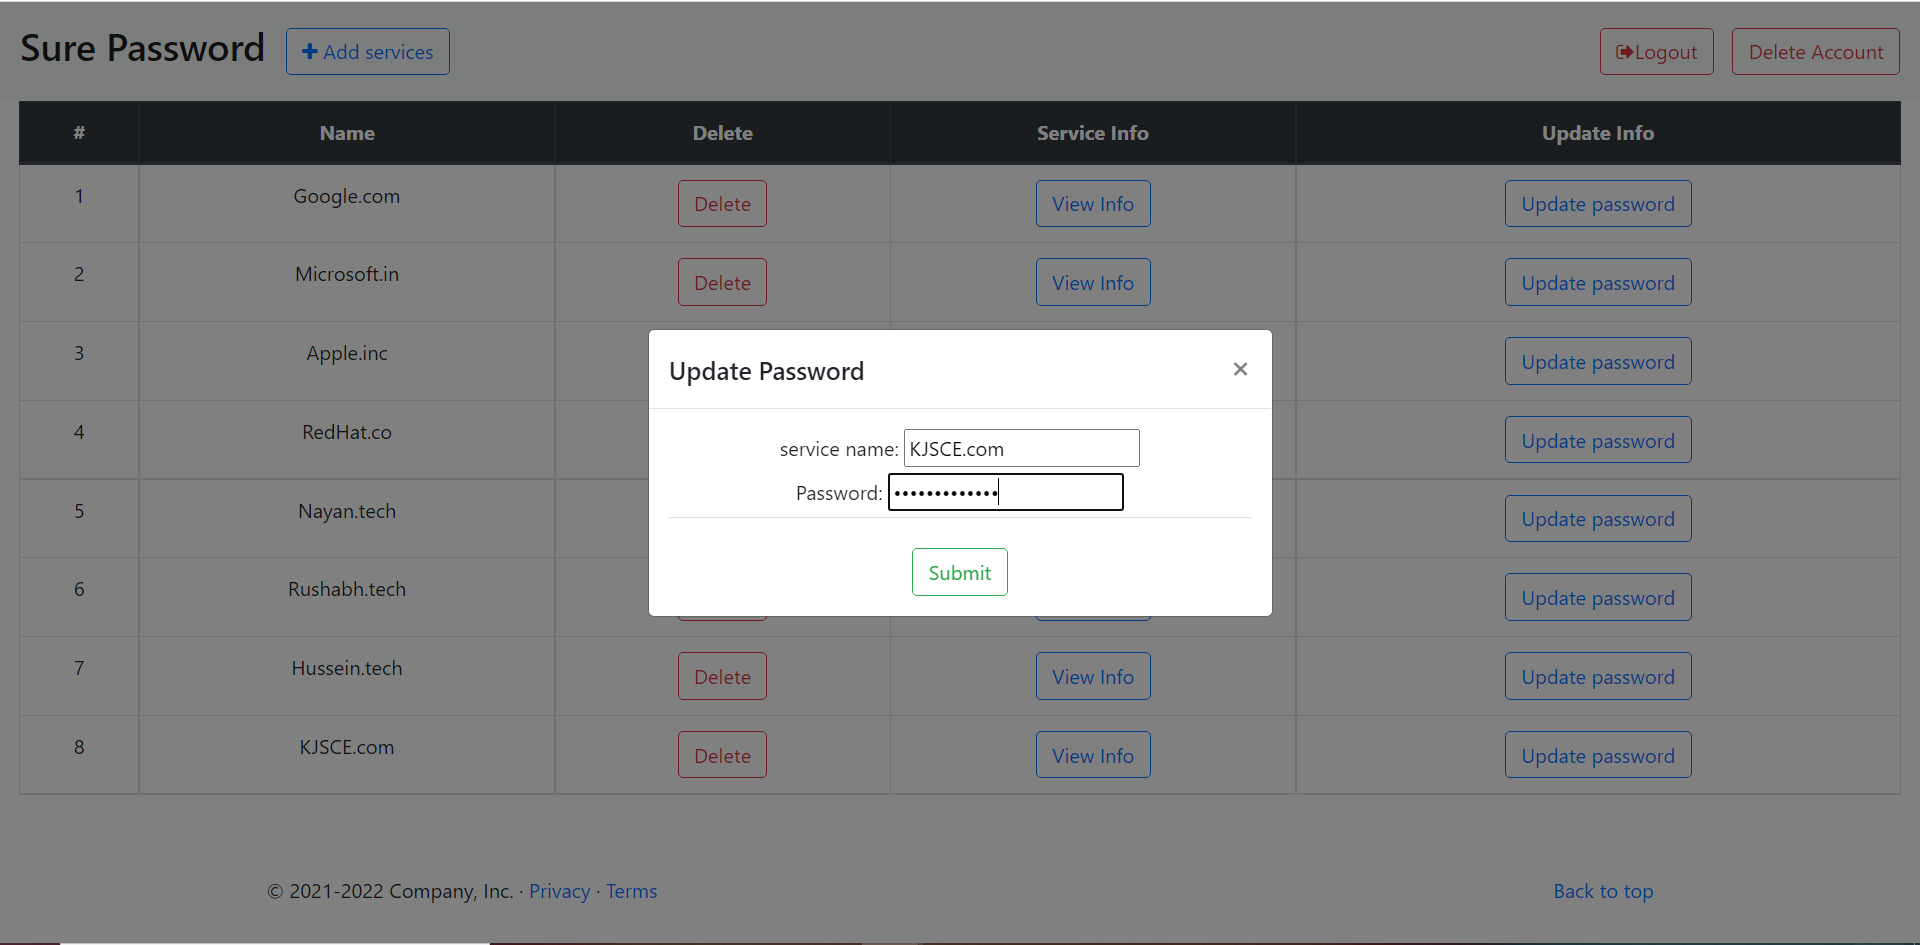 Sure Password Add services Logout Delete Account
# Name Delete Service Info Update Info
1 Google.com Delete View Info Update password
2 Microsoft.in Delete View Info Update password
3 Apple.inc Update password
4 RedHat.co Update password
5 Nayan.tech Update password
6 Rushabh.tech Update password
7 Hussein.tech Delete View Info Update password
8 KJSCE.com Delete View Info Update password
Update Password ×
service name: KJSCE.com
Password: •••••••••••••
Submit
© 2021-2022 Company, Inc. · Privacy · Terms Back to top